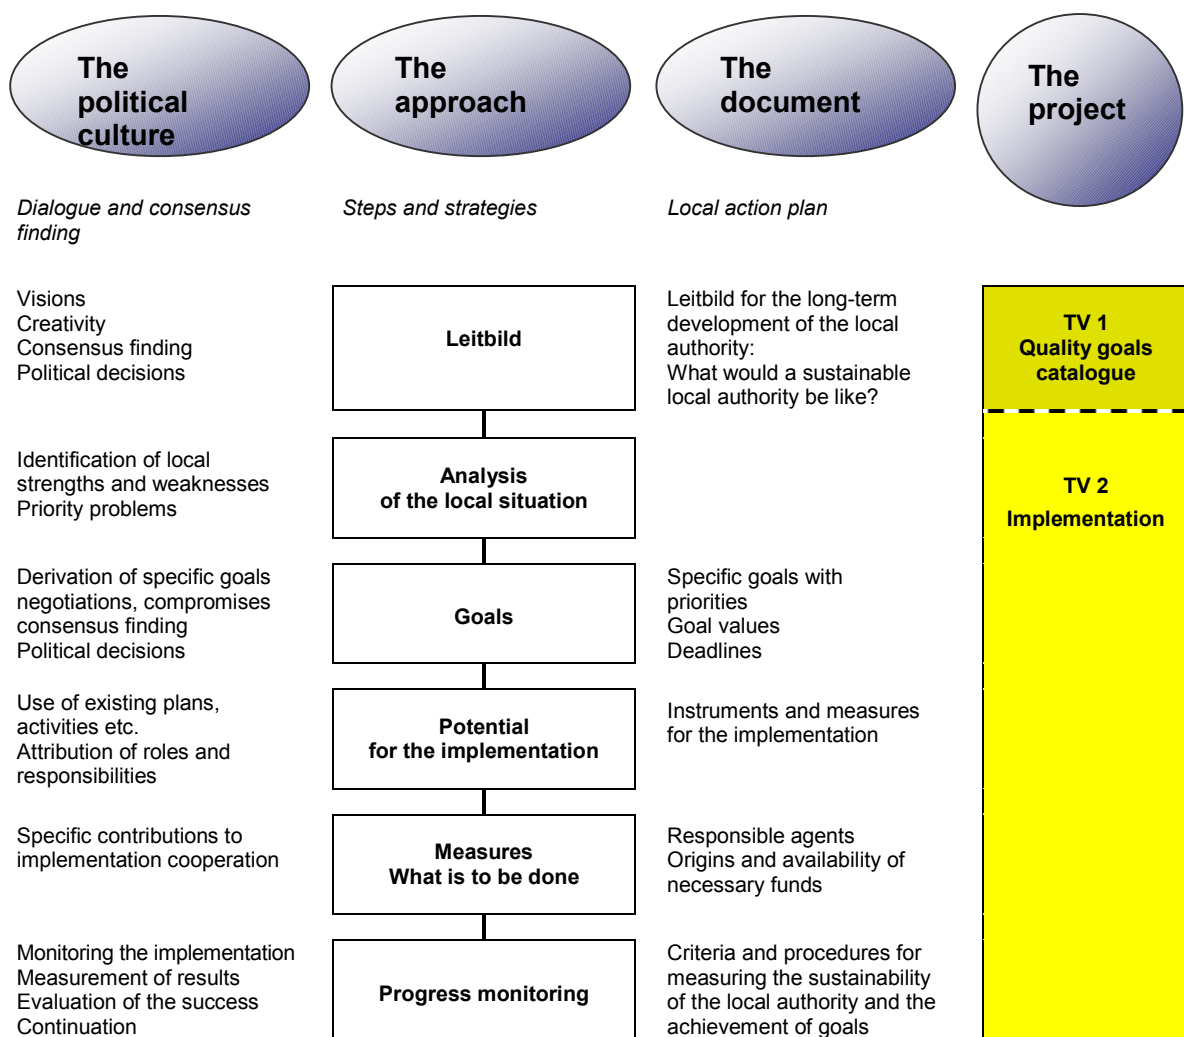 The
political
culture
The
approach
The
document
The
project
Dialogue and consensus
finding
Steps and strategies
Local action plan
Visions
Creativity
Consensus finding
Political decisions
Leitbild
Leitbild for the long-term
development of the local
authority:
What would a sustainable
local authority be like?
TV 1
Quality goals
catalogue
Identification of local
strengths and weaknesses
Priority problems
Analysis
of the local situation
TV 2
Implementation
Derivation of specific goals
negotiations, compromises
consensus finding
Political decisions
Goals
Specific goals with
priorities
Goal values
Deadlines
Use of existing plans,
activities etc.
Attribution of roles and
responsibilities
Potential
for the implementation
Instruments and measures
for the implementation
Specific contributions to
implementation cooperation
Measures
What is to be done
Responsible agents
Origins and availability of
necessary funds
Monitoring the implementation
Measurement of results
Evaluation of the success
Continuation
Progress monitoring
Criteria and procedures for
measuring the sustainability
of the local authority and the
achievement of goals